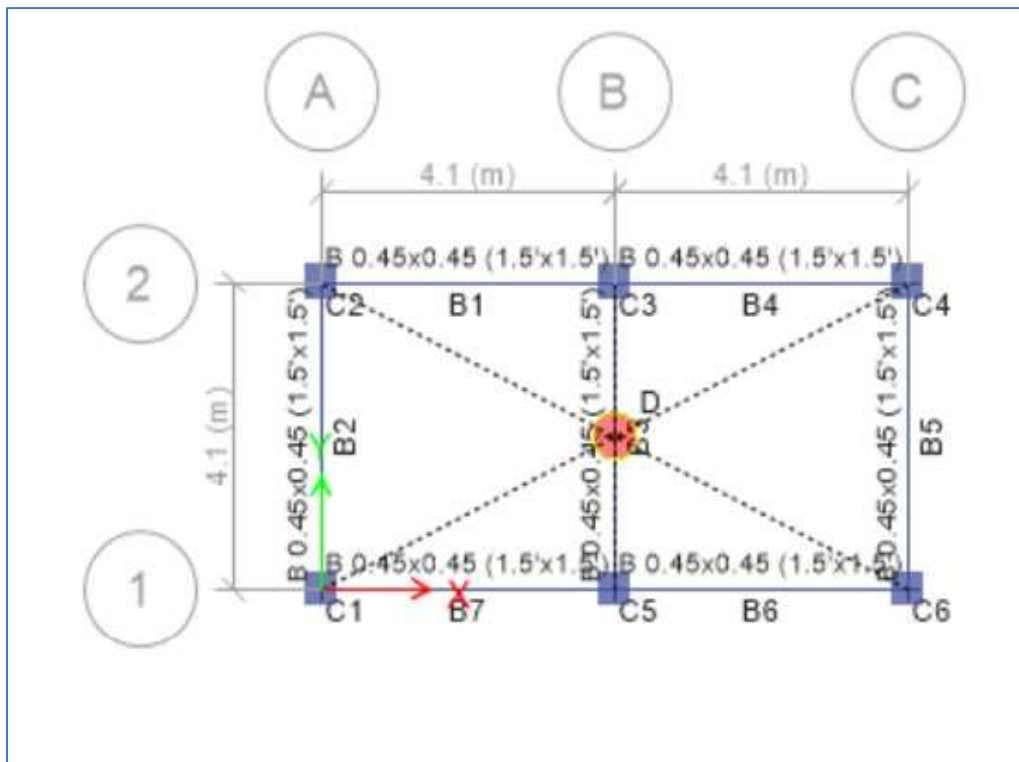 A B C
4.1 (m) 4.1 (m)
B 0.45x0.45 (1.5'x1.5') B 0.45x0.45 (1.5'x1.5')
2
C2 B1 C3 B4 C4
B 0.45x0.45 (1.5'x1.5')
B 0.45x0.45 (1.5'x1.5')
B 0.45x0.45 (1.5'x1.5')
D
4.1 (m)
B2
B5
Y
B 0.45x0.45 (1.5'x1.5') B 0.45x0.45 (1.5'x1.5')
1
X
C1 B7 C5 B6 C6